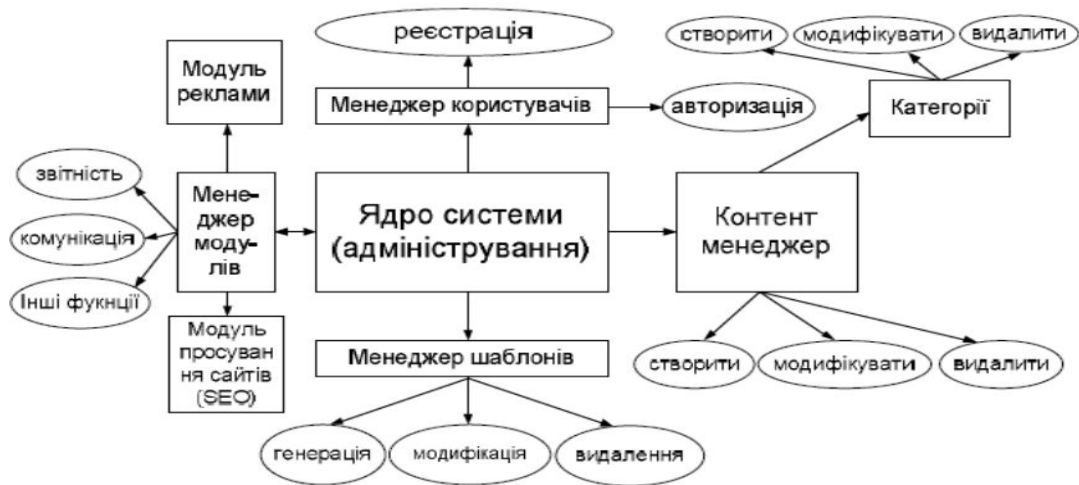 реєстрація
створити
модифікувати
видалити
Модуль
реклами
Менеджер користувачів
авторизація
Категорії
звітність
комунікація
Інші фукнції
Мене-
джер
моду-
лів
Ядро системи
(адміністрування)
Контент
менеджер
Модуль
просуван
ня сайтів
(SEO)
Менеджер шаблонів
створити
модифікувати
видалити
генерація
модифікація
видалення